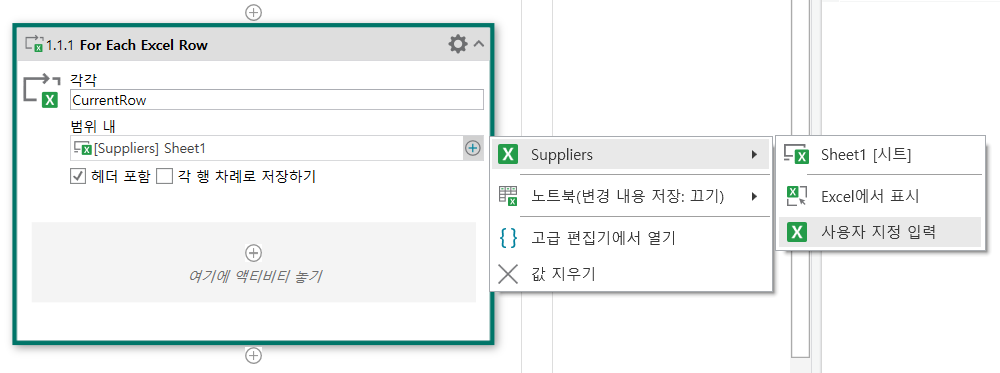 1.1.1 For Each Excel Row
각각
CurrentRow
범위 내
[Suppliers] Sheet1
헤더 포함 각 행 차례로 저장하기
여기에 액티비티 놓기
Suppliers
노트북(변경 내용 저장: 끄기)
고급 편집기에서 열기
값 지우기
Sheet1 [시트]
Excel에서 표시
사용자 지정 입력